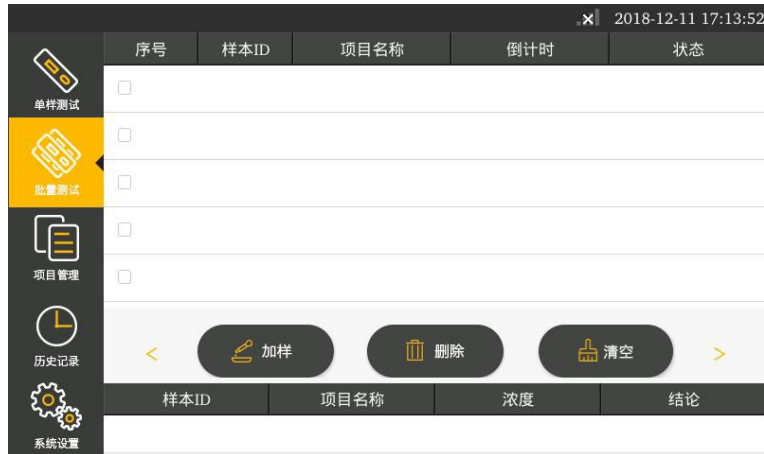 2018-12-11 17:13:52
序号 样本ID 项目名称 倒计时 状态
单样测试
批量测试
项目管理
历史记录
系统设置
< 加样 删除 清空 >
样本ID 项目名称 浓度 结论